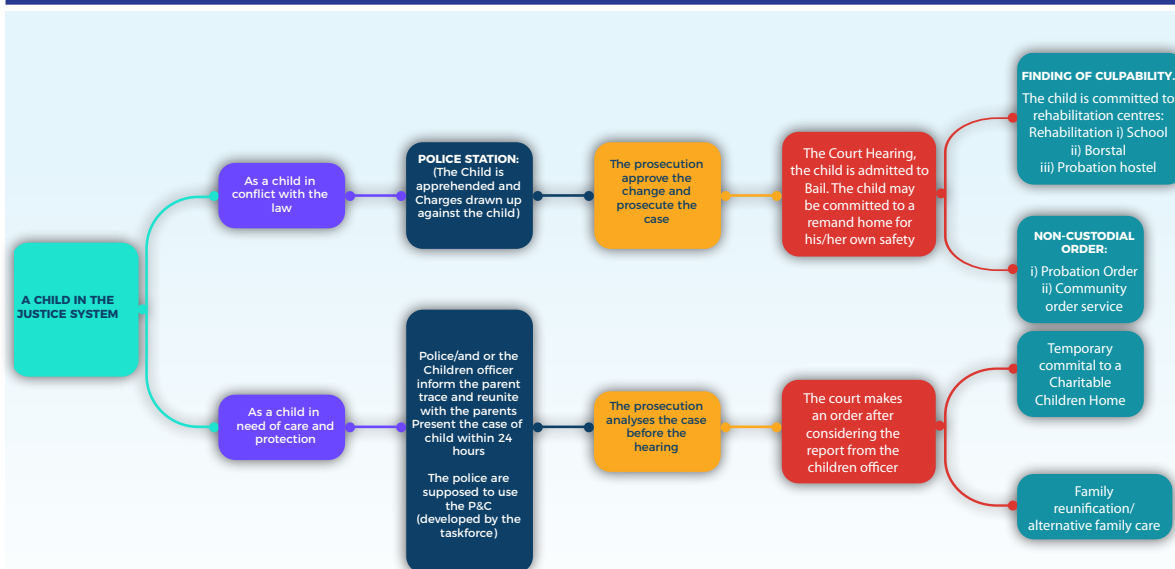 A CHILD IN THE
JUSTICE SYSTEM
As a child in
conflict with the
law
POLICE STATION:
(The Child is
apprehended and
Charges drawn up
against the child)
The prosecution
approve the
change and
prosecute the
case
The Court Hearing,
the child is admitted to
Bail. The child may
be committed to a
remand home for
his/her own safety
FINDING OF CULPABILITY.
The child is committed to
rehabilitation centres:
Rehabilitation i) School
ii) Borstal
iii) Probation hostel
NON-CUSTODIAL
ORDER:
i) Probation Order
ii) Community
order service
As a child in
need of care and
protection
Police/and or the
Children officer
inform the parent
trace and reunite
with the parents
Present the case of
child within 24
hours
The police are
supposed to use
the P&C
(developed by the
taskforce)
The prosecution
analyses the case
before the
hearing
The court makes
an order after
considering the
report from the
children officer
Temporary
commital to a
Charitable
Children Home
Family
reunification/
alternative family care